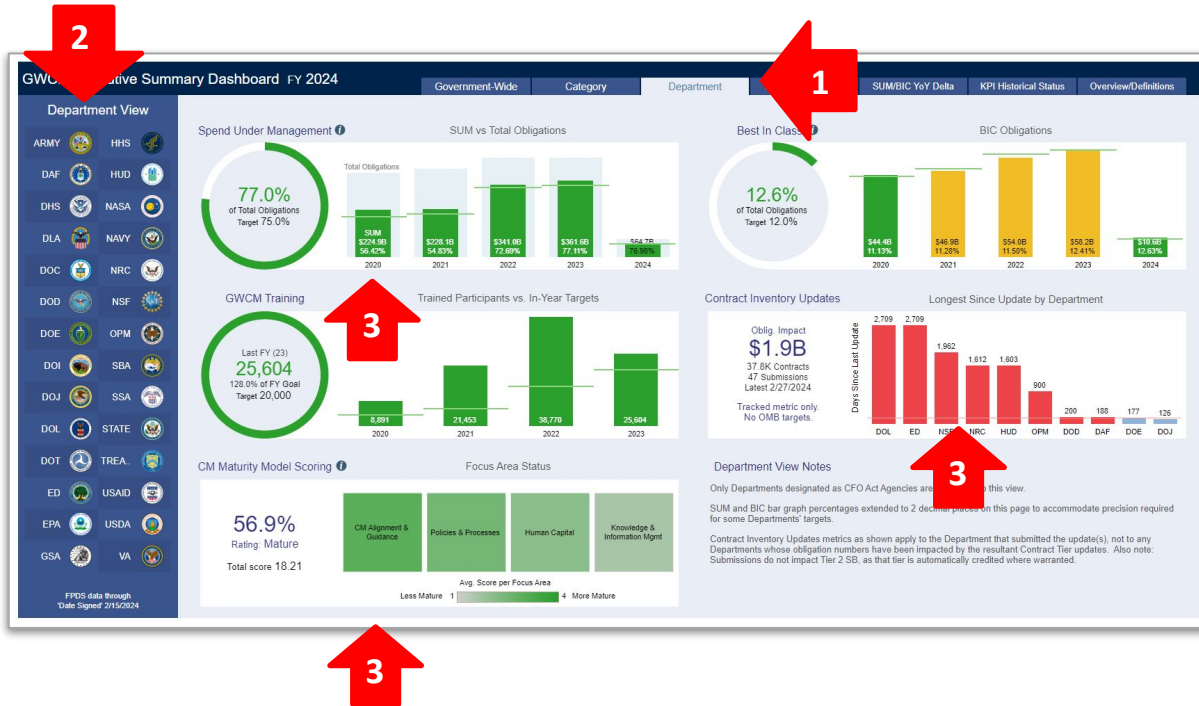 2
1
GWC
utive Summary Dashboard FY 2024
Government-Wide
Category
Department
SUM/BIC YoY Delta
KPI Historical Status
Overview/Definitions
Department View
ARMY HHS
DAF HUD
DHS NASA
DLA NAVY
DOC NRC
DOD NSF
DOE OPM
DOI SBA
DOJ SSA
DOL STATE
DOT TREA..
ED USAID
EPA USDA
GSA VA
FPDS data through
'Date Signed' 2/15/2024
Spend Under Management
SUM vs Total Obligations
77.0%
of Total Obligations
Target 75.0%
Total Obligations
SUM
$224.9B $228.1B $341.0B $361.6B $64.7B
56.42% 54.83% 72.69% 77.11% 76.98%
2020 2021 2022 2023 2024
Best In Class
BIC Obligations
12.6%
of Total Obligations
Target 12.0%
$44.4B $46.9B $54.0B $58.2B $10.6B
11.13% 11.28% 11.50% 12.41% 12.63%
2020 2021 2022 2023 2024
GWCM Training
Trained Participants vs. In-Year Targets
3
Last FY (23)
25,604
128.0% of FY Goal
Target 20,000
8,891 21,453 38,770 25,604
2020 2021 2022 2023
Contract Inventory Updates
Longest Since Update by Department
Oblig. Impact
$1.9B
37.8K Contracts
47 Submissions
Latest 2/27/2024
Tracked metric only.
No OMB targets.
Days Since Last Update
2,709 2,709 1,962 1,612 1,603 900 200 188 177 126
DOL ED NSF NRC HUD OPM DOD DAF DOE DOJ
3
CM Maturity Model Scoring
Focus Area Status
56.9%
Rating: Mature
Total score 18.21
CM Alignment &
Guidance
Policies & Processes
Human Capital
Knowledge &
Information Mgmt
Avg. Score per Focus Area
Less Mature 1 4 More Mature
3
Department View Notes
Only Departments designated as CFO Act Agencies are o this view.
SUM and BIC bar graph percentages extended to 2 decimal places on this page to accommodate precision required
for some Departments' targets.
Contract Inventory Updates metrics as shown apply to the Department that submitted the update(s), not to any
Departments whose obligation numbers have been impacted by the resultant Contract Tier updates. Also note:
Submissions do not impact Tier 2 SB, as that tier is automatically credited where warranted.